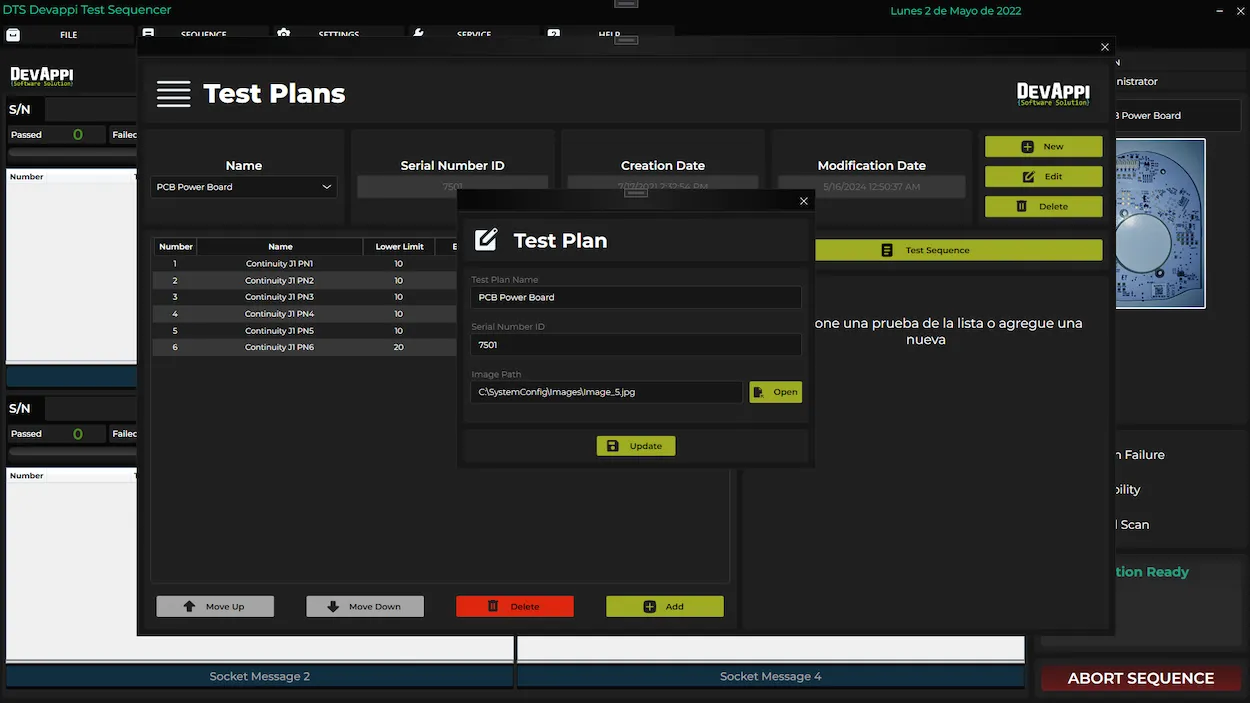 DTS Devappi Test Sequencer
Lunes 2 de Mayo de 2022
FILE
SEQUENCE
SETTINGS
SERVICE
HELP
DEVAPPI
{Software Solution}
S/N
Passed 0 Failed
Number
S/N
Passed 0 Failed
Number
Test Plans
DEVAPPI
{Software Solution}
Name
PCB Power Board
Serial Number ID
7501
Creation Date
7/17/2021 2:32:54 PM
Modification Date
5/16/2024 12:50:37 AM
New
Edit
Delete
Number Name Lower Limit
1 Continuity J1 PN1 10
2 Continuity J1 PN2 10
3 Continuity J1 PN3 10
4 Continuity J1 PN4 10
5 Continuity J1 PN5 10
6 Continuity J1 PN6 20
Test Sequence
one una prueba de la lista o agregue una
nueva
Test Plan
Test Plan Name
PCB Power Board
Serial Number ID
7501
Image Path
C:\SystemConfig\Images\Image_5.jpg
Open
Update
Move Up
Move Down
Delete
Add
nistrator
Power Board
n Failure
bility
l Scan
tion Ready
Socket Message 2
Socket Message 4
ABORT SEQUENCE